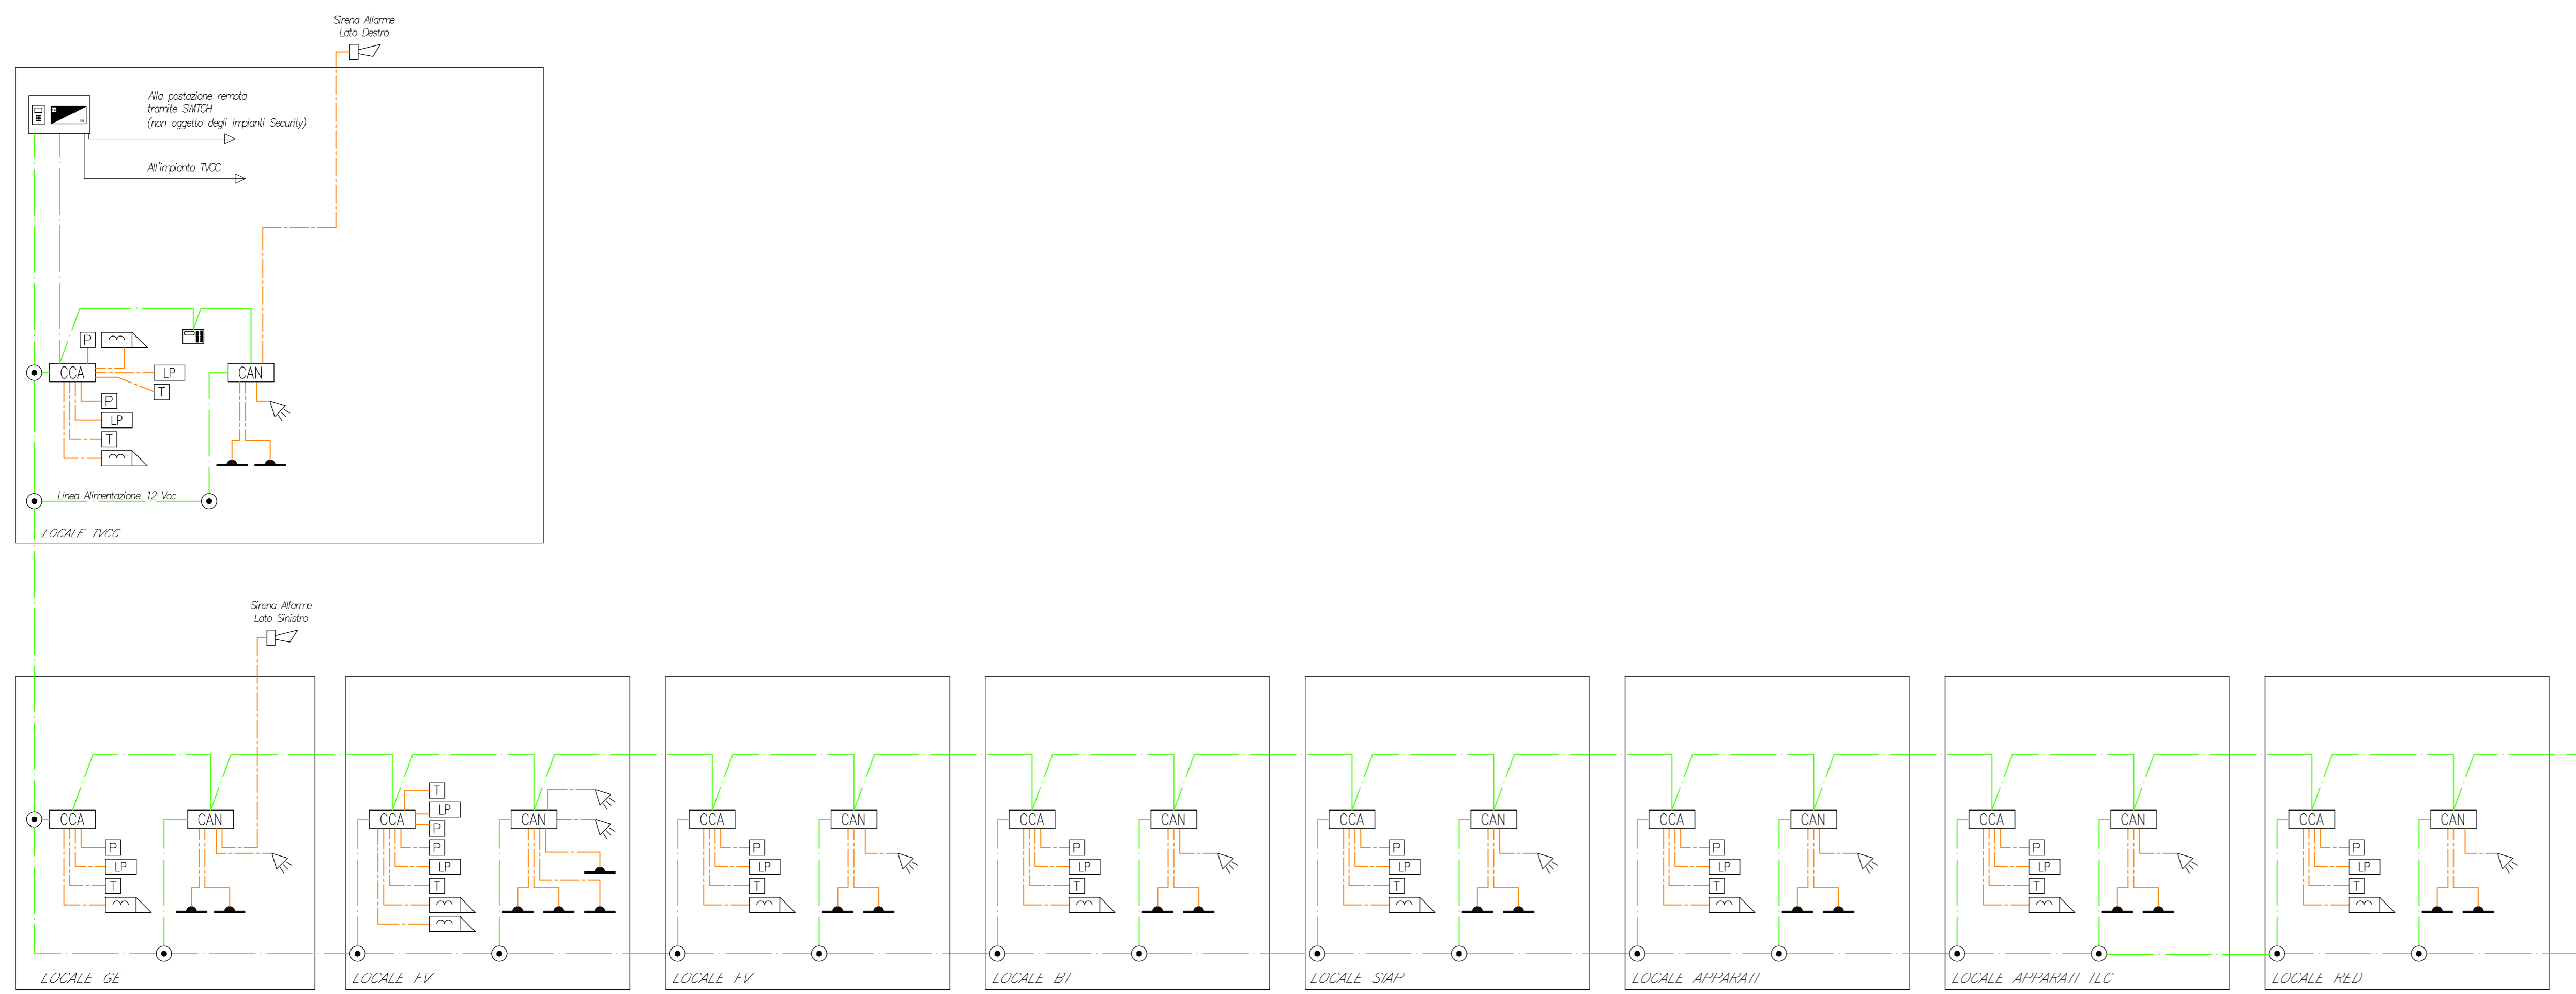 Sirena Allarme
Lato Destro
Alla postazione remota
tramite SWITCH
(non oggetto degli impianti Security)
All'impianto TVCC
P
CCA
LP
CAN
T
P
LP
T
Linea Alimentazione 12 Vcc
LOCALE TVCC
Sirena Allarme
Lato Sinistro
CCA
CAN
P
LP
T
LOCALE GE
T
LP
CCA
CAN
P
P
LP
T
LOCALE FV
CCA
CAN
P
LP
T
LOCALE FV
CCA
CAN
P
LP
T
LOCALE BT
CCA
CAN
P
LP
T
LOCALE SIAP
CCA
CAN
P
LP
T
LOCALE APPARATI
CCA
CAN
P
LP
T
LOCALE APPARATI TLC
CCA
CAN
P
LP
T
LOCALE RED